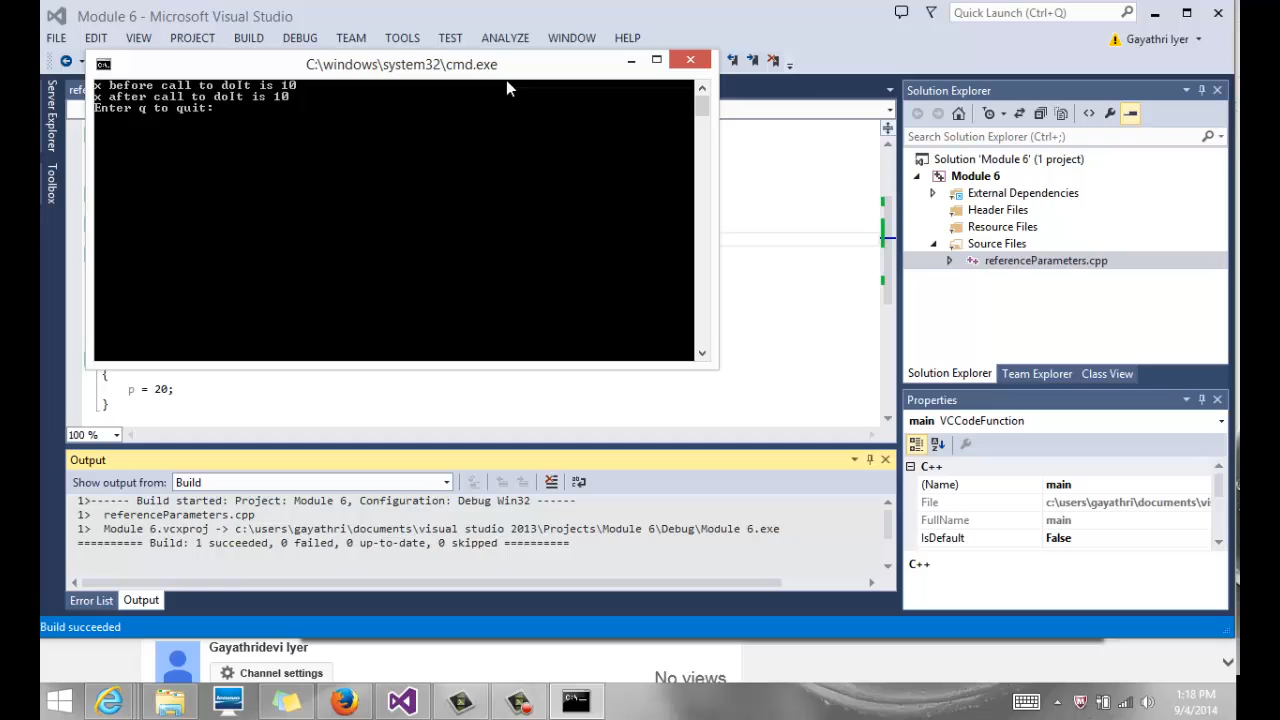 Module 6 - Microsoft Visual Studio
Quick Launch (Ctrl+Q)
FILE EDIT VIEW PROJECT BUILD DEBUG TEAM TOOLS TEST ANALYZE WINDOW HELP
Gayathri Iyer
C:\windows\system32\cmd.exe
x before call to doIt is 10
x after call to doIt is 10
Enter q to quit:
Server Explorer
Toolbox
{
p = 20;
}
100 %
Output
Show output from: Build
1>------ Build started: Project: Module 6, Configuration: Debug Win32 ------
1> referenceParameters.cpp
1> Module 6.vcxproj -> c:\users\gayathri\documents\visual studio 2013\Projects\Module 6\Debug\Module 6.exe
========== Build: 1 succeeded, 0 failed, 0 up-to-date, 0 skipped ==========
Error List Output
Solution Explorer
Search Solution Explorer (Ctrl+;)
Solution 'Module 6' (1 project)
Module 6
External Dependencies
Header Files
Resource Files
Source Files
referenceParameters.cpp
Solution Explorer Team Explorer Class View
Properties
main VCCodeFunction
C++
(Name) main
File c:\users\gayathri\documents\vi
FullName main
IsDefault False
C++
Build succeeded
Gayathridevi Iyer
Channel settings
No views
1:18 PM
9/4/2014